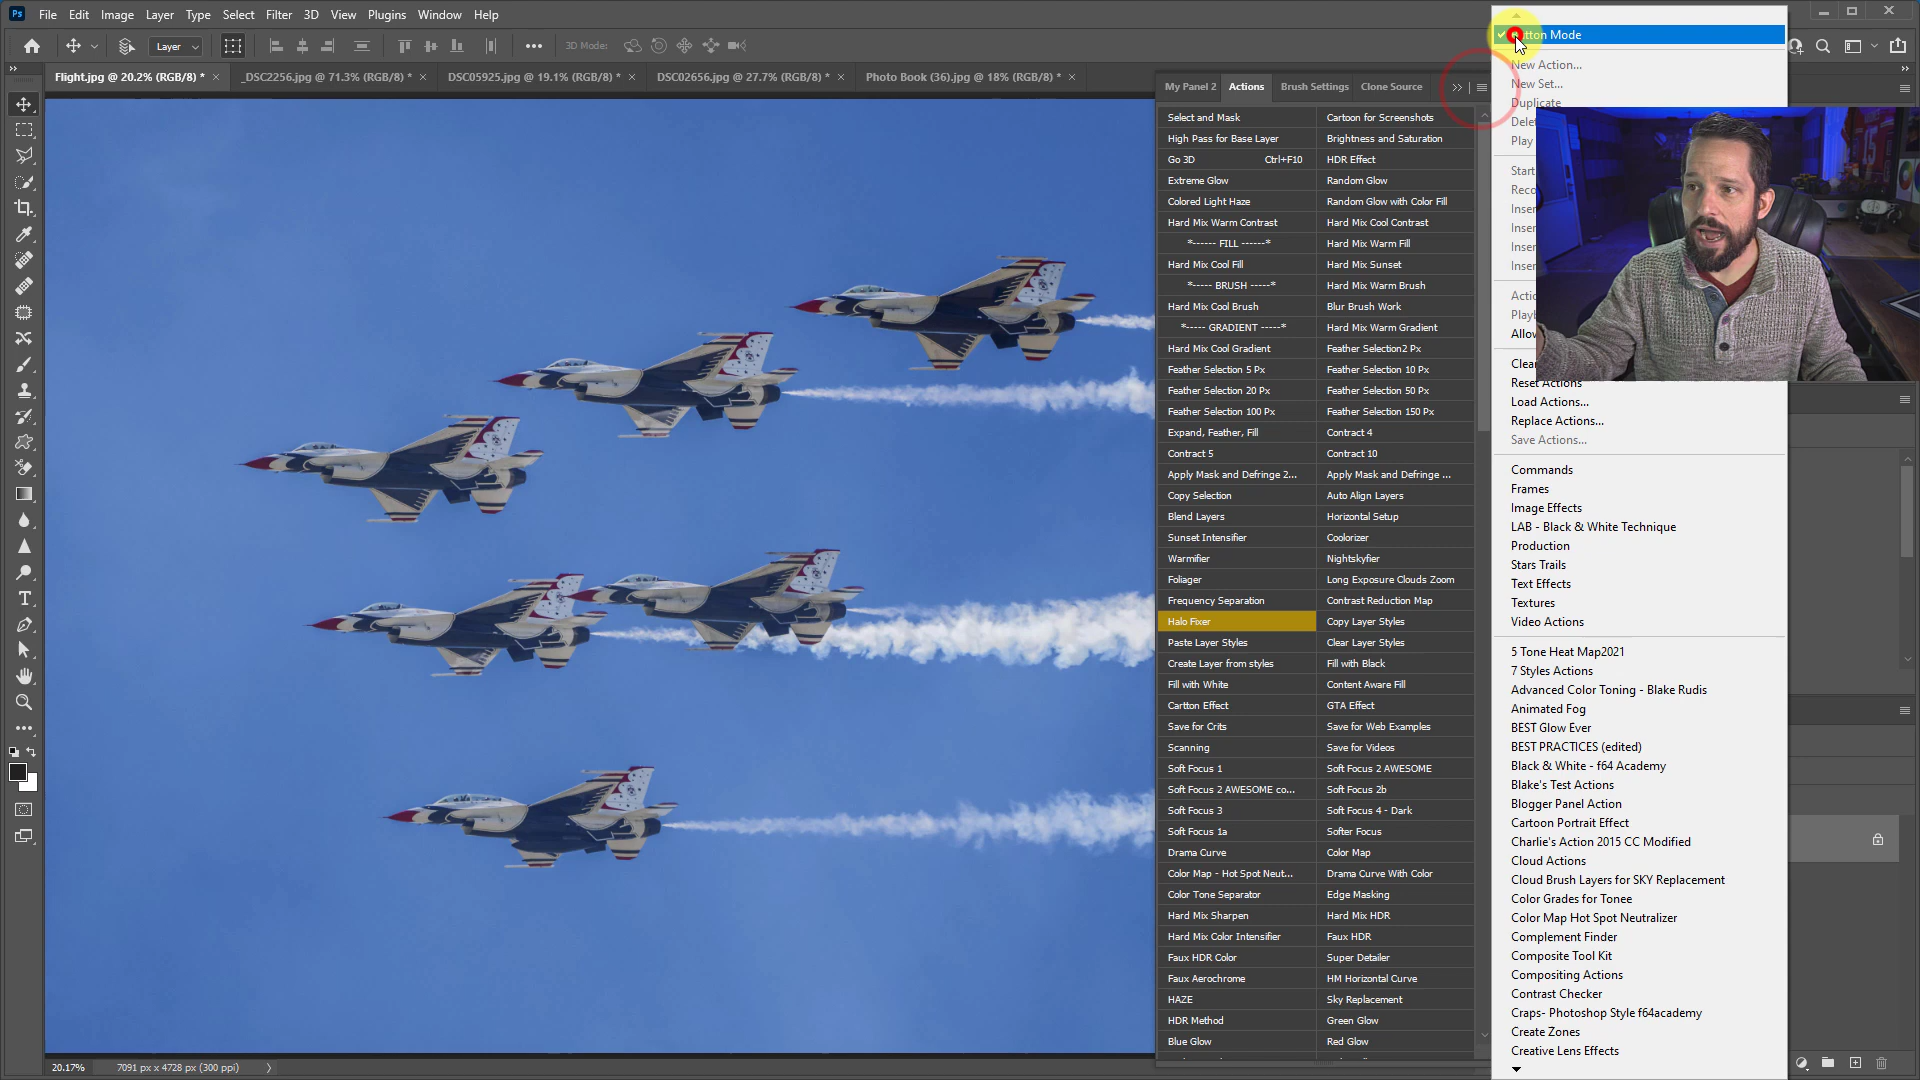 Ps File Edit Image Layer Type Select Filter 3D View Plugins Window Help
Layer 3D Mode:
Flight.jpg @ 20.2% (RGB/8) * _DSC2256.jpg @ 71.3% (RGB/8) * DSC05925.jpg @ 19.1% (RGB/8) * DSC02656.jpg @ 27.7% (RGB/8) * Photo Book (36).jpg @ 18% (RGB/8) *
My Panel 2 Actions Brush Settings Clone Source
Select and Mask Cartoon for Screenshots
High Pass for Base Layer Brightness and Saturation
Go 3D Ctrl+F10 HDR Effect
Extreme Glow Random Glow
Colored Light Haze Random Glow with Color Fill
Hard Mix Warm Contrast Hard Mix Cool Contrast
*------ FILL ------* Hard Mix Warm Fill
Hard Mix Cool Fill Hard Mix Sunset
*----- BRUSH -----* Hard Mix Warm Brush
Hard Mix Cool Brush Blur Brush Work
*----- GRADIENT -----* Hard Mix Warm Gradient
Hard Mix Cool Gradient Feather Selection2 Px
Feather Selection 5 Px Feather Selection 10 Px
Feather Selection 20 Px Feather Selection 50 Px
Feather Selection 100 Px Feather Selection 150 Px
Expand, Feather, Fill Contract 4
Contract 5 Contract 10
Apply Mask and Defringe 2... Apply Mask and Defringe ...
Copy Selection Auto Align Layers
Blend Layers Horizontal Setup
Sunset Intensifier Coolorizer
Warmifier Nightskyfier
Foliager Long Exposure Clouds Zoom
Frequency Separation Contrast Reduction Map
Halo Fixer Copy Layer Styles
Paste Layer Styles Clear Layer Styles
Create Layer from styles Fill with Black
Fill with White Content Aware Fill
Cartton Effect GTA Effect
Save for Crits Save for Web Examples
Scanning Save for Videos
Soft Focus 1 Soft Focus 2 AWESOME
Soft Focus 2 AWESOME co... Soft Focus 2b
Soft Focus 3 Soft Focus 4 - Dark
Soft Focus 1a Softer Focus
Drama Curve Color Map
Color Map - Hot Spot Neut... Drama Curve With Color
Color Tone Separator Edge Masking
Hard Mix Sharpen Hard Mix HDR
Hard Mix Color Intensifier Faux HDR
Faux HDR Color Super Detailer
Faux Aerochrome HM Horizontal Curve
HAZE Sky Replacement
HDR Method Green Glow
Blue Glow Red Glow
tton Mode
New Action...
New Set...
Duplicate
Delet
Play
Start
Reco
Inser
Inser
Inser
Inser
Actio
Playb
Allow
Clear
Reset Actions
Load Actions...
Replace Actions...
Save Actions...
Commands
Frames
Image Effects
LAB - Black & White Technique
Production
Stars Trails
Text Effects
Textures
Video Actions
5 Tone Heat Map2021
7 Styles Actions
Advanced Color Toning - Blake Rudis
Animated Fog
BEST Glow Ever
BEST PRACTICES (edited)
Black & White - f64 Academy
Blake's Test Actions
Blogger Panel Action
Cartoon Portrait Effect
Charlie's Action 2015 CC Modified
Cloud Actions
Cloud Brush Layers for SKY Replacement
Color Grades for Tonee
Color Map Hot Spot Neutralizer
Complement Finder
Composite Tool Kit
Compositing Actions
Contrast Checker
Craps- Photoshop Style f64academy
Create Zones
Creative Lens Effects
20.17% 7091 px x 4728 px (300 ppi)